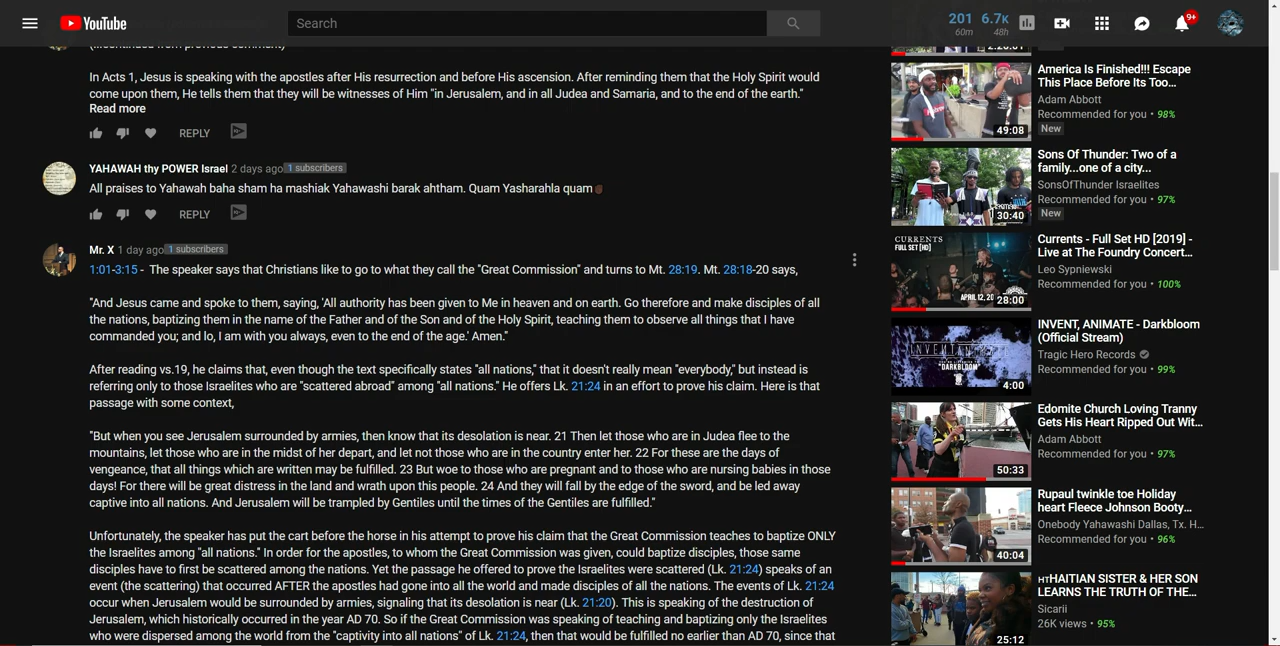 YouTube
Search
201 6.7K
60m 48h
9+
(...continued from previous comment)
In Acts 1, Jesus is speaking with the apostles after His resurrection and before His ascension. After reminding them that the Holy Spirit would
come upon them, He tells them that they will be witnesses of Him "in Jerusalem, and in all Judea and Samaria, and to the end of the earth."
Read more
REPLY
YAHAWAH thy POWER Israel 2 days ago 1 subscribers
All praises to Yahawah baha sham ha mashiak Yahawashi barak ahtham. Quam Yasharahla quam
REPLY
Mr. X 1 day ago 1 subscribers
1:01-3:15 - The speaker says that Christians like to go to what they call the "Great Commission" and turns to Mt. 28:19. Mt. 28:18-20 says,
"And Jesus came and spoke to them, saying, 'All authority has been given to Me in heaven and on earth. Go therefore and make disciples of all
the nations, baptizing them in the name of the Father and of the Son and of the Holy Spirit, teaching them to observe all things that I have
commanded you; and lo, I am with you always, even to the end of the age.' Amen."
After reading vs.19, he claims that, even though the text specifically states "all nations," that it doesn't really mean "everybody," but instead is
referring only to those Israelites who are "scattered abroad" among "all nations." He offers Lk. 21:24 in an effort to prove his claim. Here is that
passage with some context,
"But when you see Jerusalem surrounded by armies, then know that its desolation is near. 21 Then let those who are in Judea flee to the
mountains, let those who are in the midst of her depart, and let not those who are in the country enter her. 22 For these are the days of
vengeance, that all things which are written may be fulfilled. 23 But woe to those who are pregnant and to those who are nursing babies in those
days! For there will be great distress in the land and wrath upon this people. 24 And they will fall by the edge of the sword, and be led away
captive into all nations. And Jerusalem will be trampled by Gentiles until the times of the Gentiles are fulfilled."
Unfortunately, the speaker has put the cart before the horse in his attempt to prove his claim that the Great Commission teaches to baptize ONLY
the Israelites among "all nations." In order for the apostles, to whom the Great Commission was given, could baptize disciples, those same
disciples have to first be scattered among the nations. Yet the passage he offered to prove the Israelites were scattered (Lk. 21:24) speaks of an
event (the scattering) that happened AFTER the apostles had gone into all the world and made disciples of all the nations. The events of Lk. 21:24
occur when Jerusalem would be surrounded by armies, signaling that its desolation is near (Lk. 21:20). This is speaking of the destruction of
Jerusalem, which historically occurred in the year AD 70. So if the Great Commission was speaking of teaching and baptizing only the Israelites
who were dispersed among the world from the "captivity into all nations" of Lk. 21:24, then that would be fulfilled no earlier than AD 70, since that
America Is Finished!!! Escape
This Place Before Its Too...
Adam Abbott
Recommended for you • 98%
New
49:08
Sons Of Thunder: Two of a
family...one of a city...
SonsOfThunder Israelites
Recommended for you • 97%
New
30:40
Currents - Full Set HD [2019] -
Live at The Foundry Concert...
Leo Sypniewski
Recommended for you • 100%
CURRENTS
FULL SET [HD]
APRIL 12, 20
28:00
INVENT, ANIMATE - Darkbloom
(Official Stream)
Tragic Hero Records
Recommended for you • 99%
INVENT ANIMATE
"DARKBLOOM"
4:00
Edomite Church Loving Tranny
Gets His Heart Ripped Out Wit...
Adam Abbott
Recommended for you • 97%
50:33
Rupaul twinkle toe Holiday
heart Fleece Johnson Booty...
Onebody Yahawashi Dallas, Tx. H...
Recommended for you • 96%
40:04
ʜᴛHAITIAN SISTER & HER SON
LEARNS THE TRUTH OF THE...
Sicarii
26K views • 95%
25:12